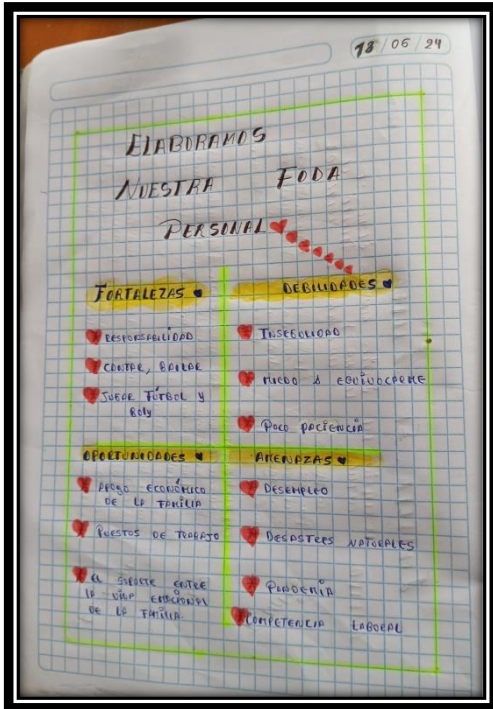 18/06/24
ELABORAMOS
NUESTRA FODA
PERSONAL
FORTALEZAS
RESPONSABILIDAD
CANTAR, BAILAR
JUGAR FÚTBOL Y
BOLY
DEBILIDADES
INSEGURIDAD
MIEDO A EQUIVOCARME
POCO PACIENCIA
OPORTUNIDADES
APOYO ECONÓMICO
DE LA FAMILIA
PUESTOS DE TRABAJO
EL SOPORTE ENTRE
LA VIDA EMOCIONAL
DE LA FAMILIA.
AMENAZAS
DESEMPLEO
DESASTRES NATURALES
PANDEMIA
COMPETENCIA LABORAL